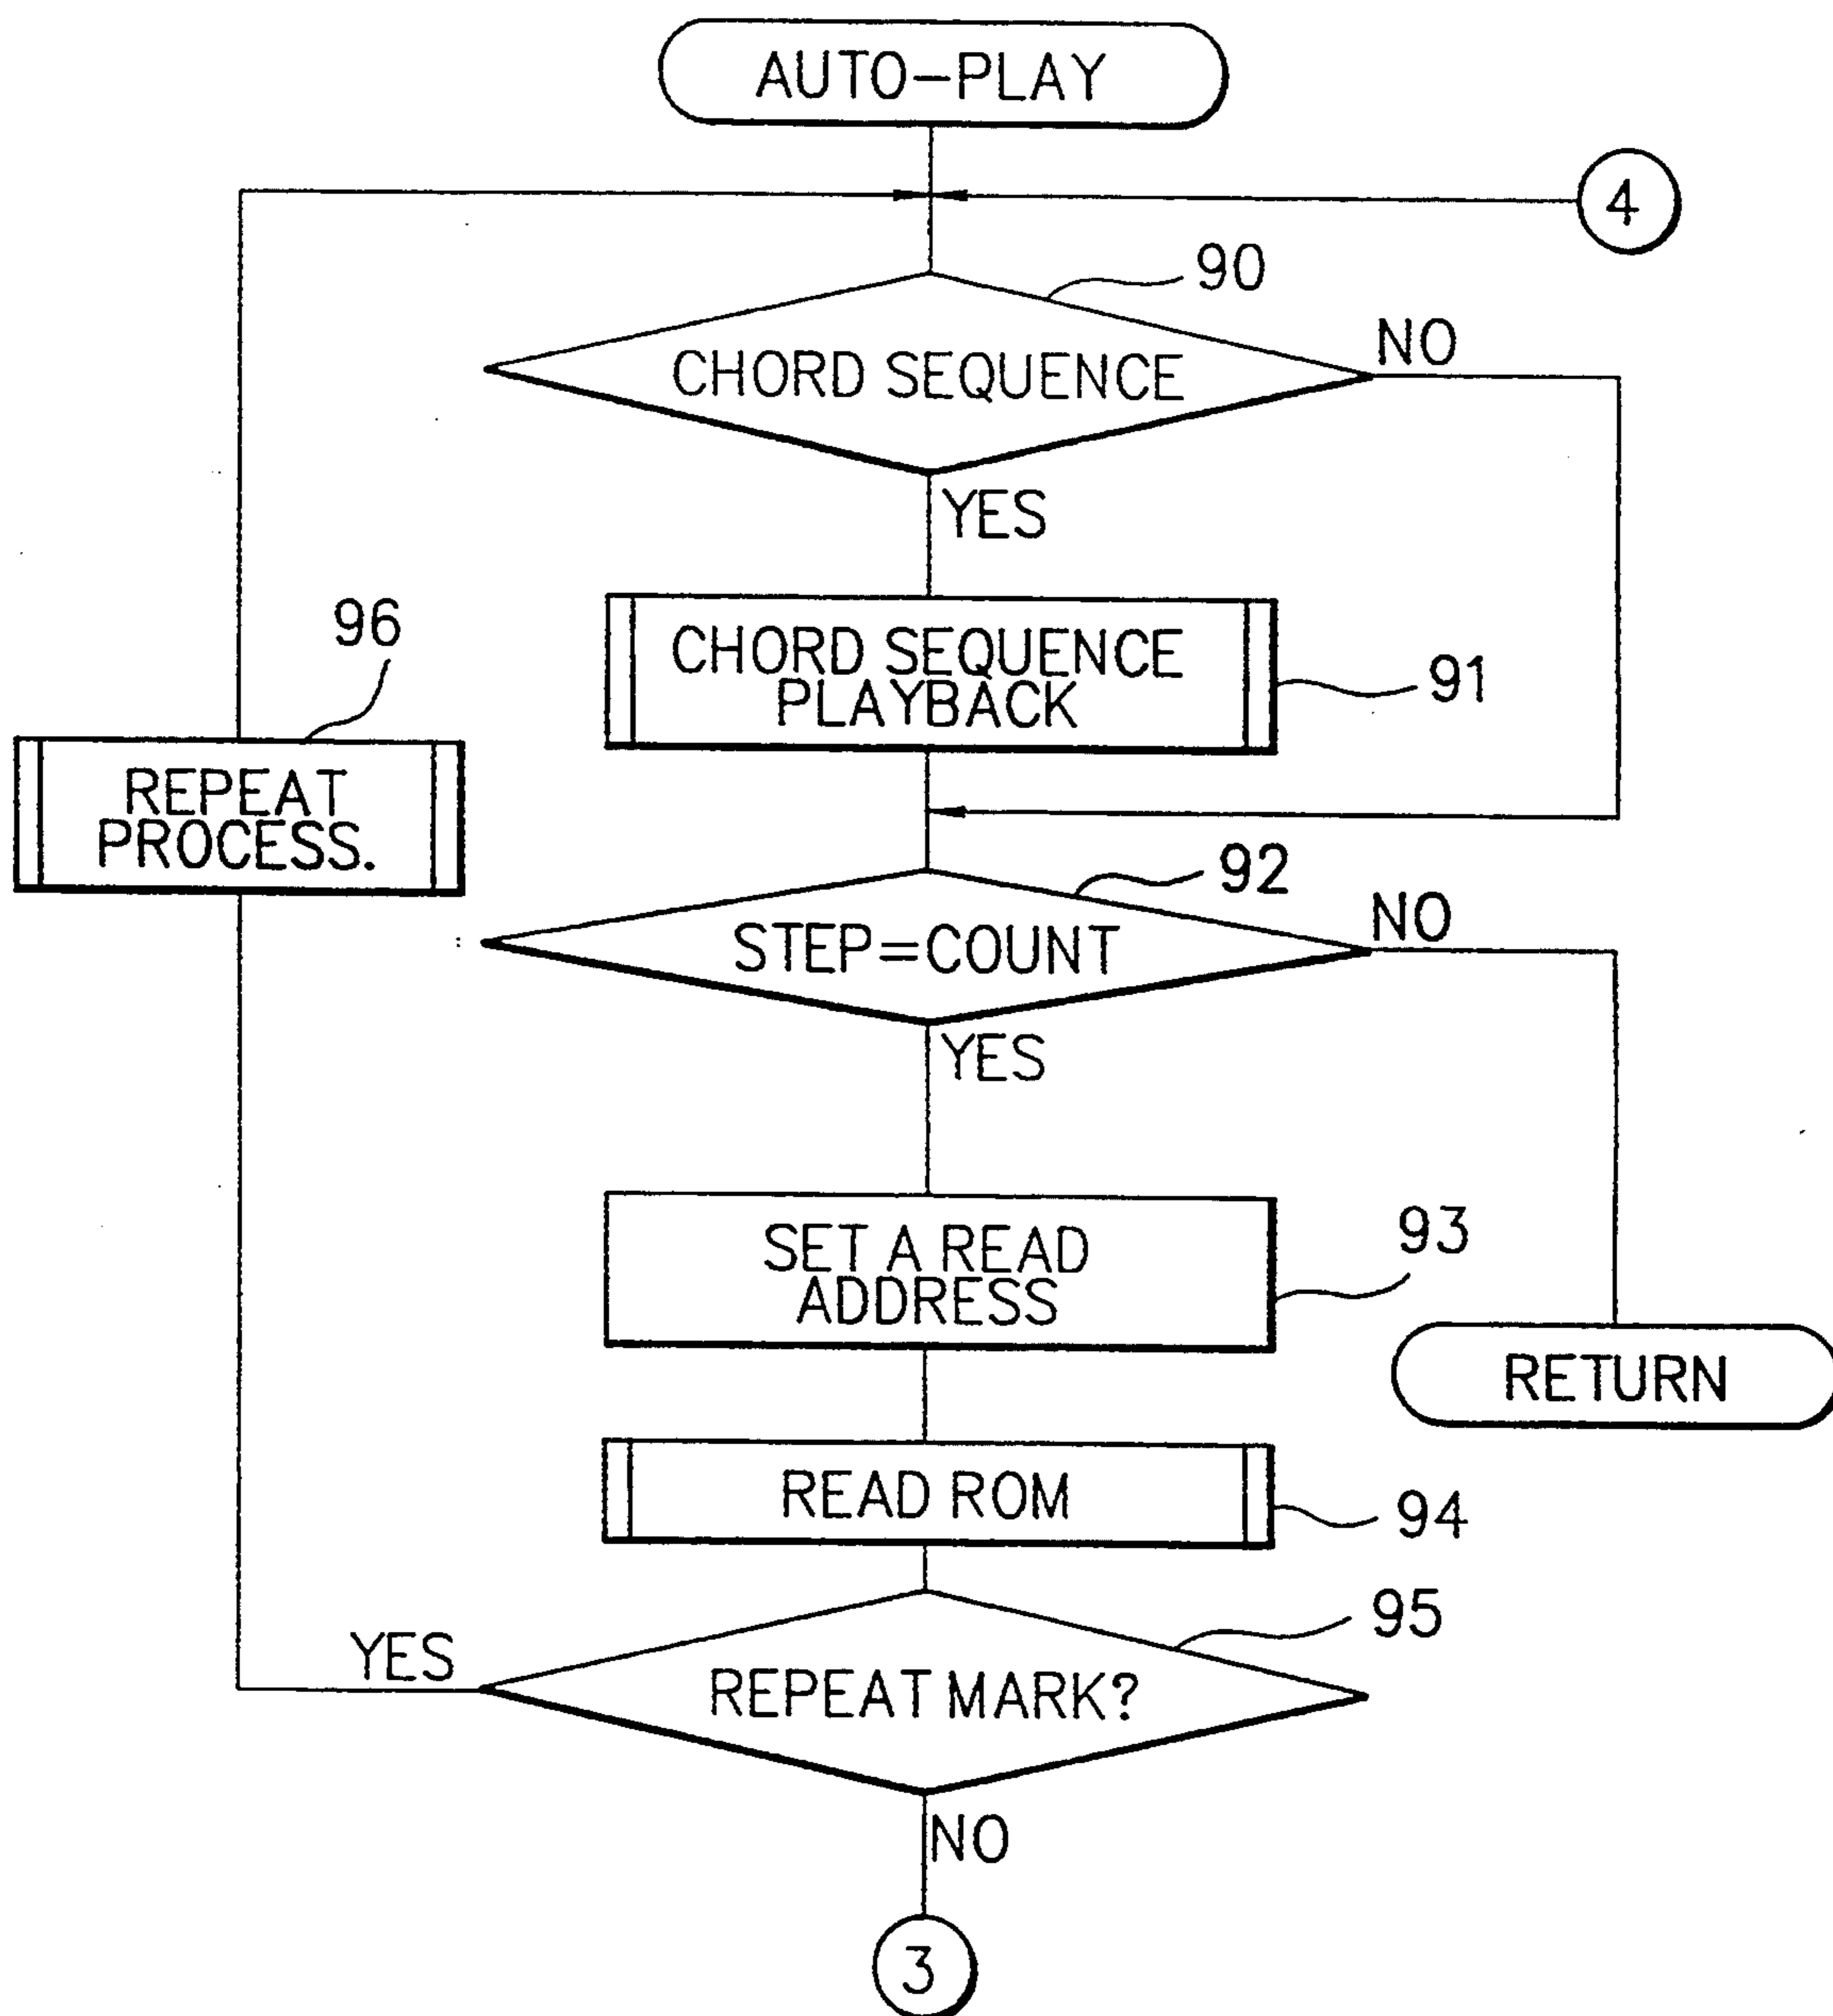 AUTO-PLAY
4
90
CHORD SEQUENCE
NO
YES
CHORD SEQUENCE
PLAYBACK
91
96
REPEAT
PROCESS.
92
STEP=COUNT
NO
YES
SET A READ
ADDRESS
93
RETURN
READ ROM
94
95
YES
REPEAT MARK?
NO
3